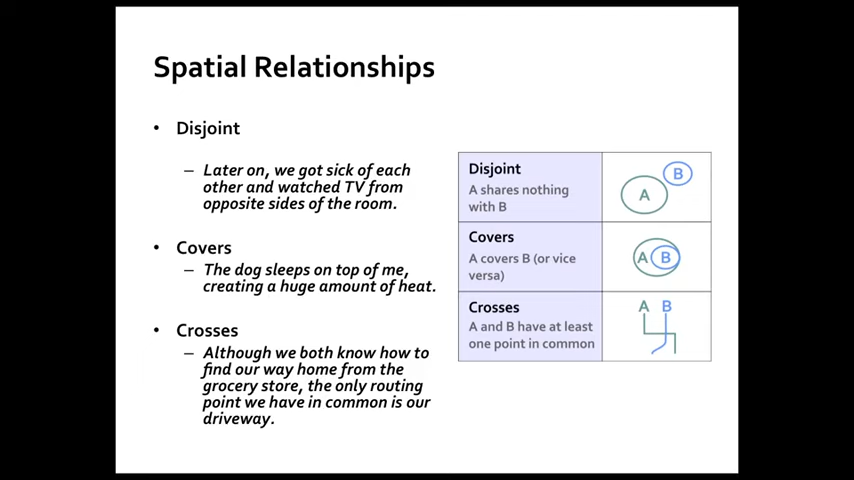 Spatial Relationships
• Disjoint
– Later on, we got sick of each
other and watched TV from
opposite sides of the room.
• Covers
– The dog sleeps on top of me,
creating a huge amount of heat.
• Crosses
– Although we both know how to
find our way home from the
grocery store, the only routing
point we have in common is our
driveway.
Disjoint
A shares nothing
with B
A B
Covers
A covers B (or vice
versa)
A B
Crosses
A and B have at least
one point in common
A B